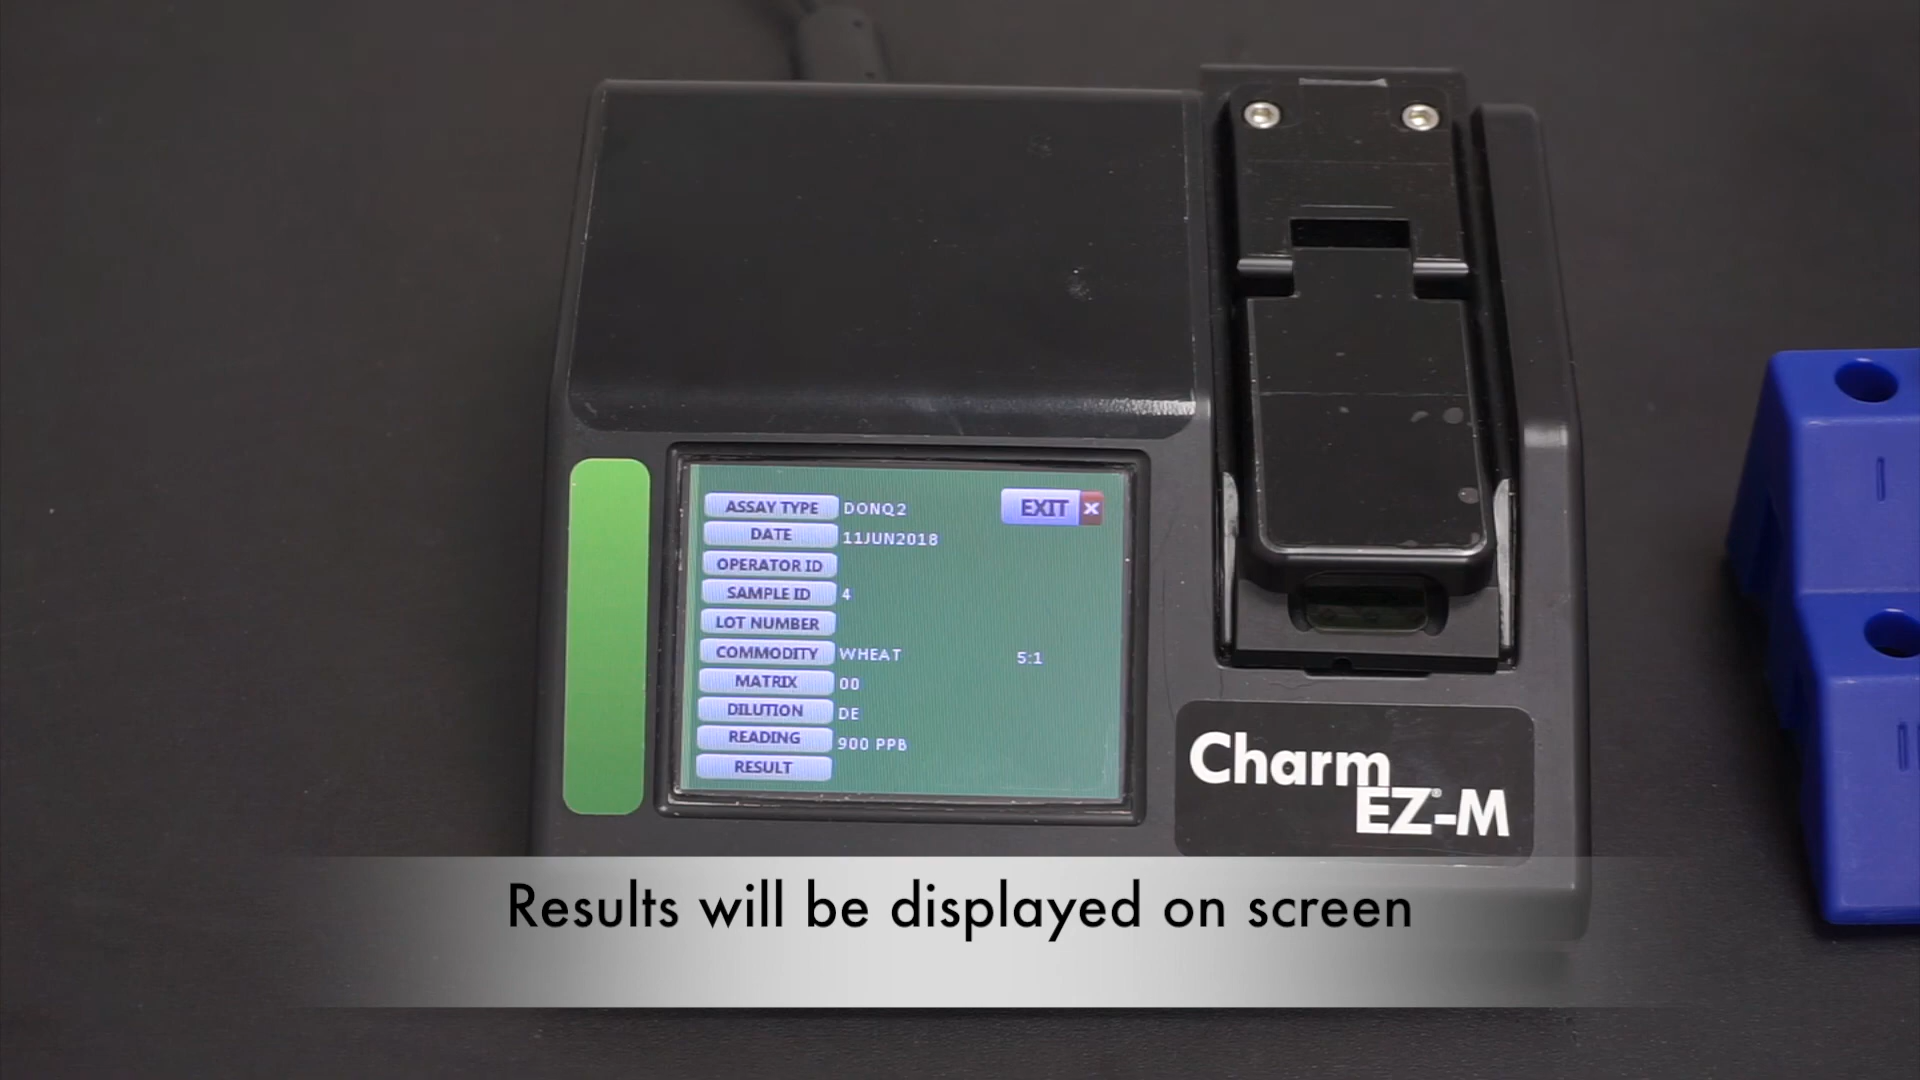 ASSAY TYPE DONQ2 EXIT X
DATE 11JUN2018
OPERATOR ID
SAMPLE ID 4
LOT NUMBER
COMMODITY WHEAT 5:1
MATRIX 00
DILUTION DE
READING 900 PPB
RESULT
Charm
EZ®-M
I
II
Results will be displayed on screen